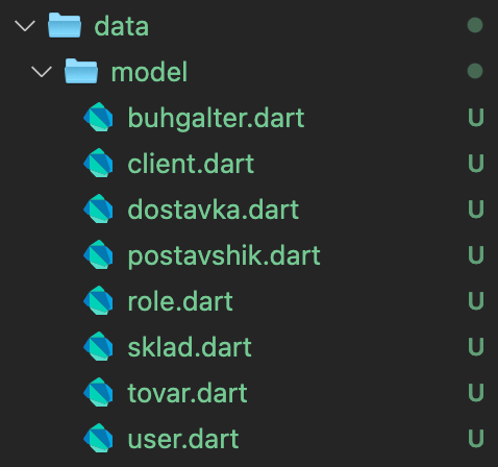 data
model
buhgalter.dart U
client.dart U
dostavka.dart U
postavshik.dart U
role.dart U
sklad.dart U
tovar.dart U
user.dart U